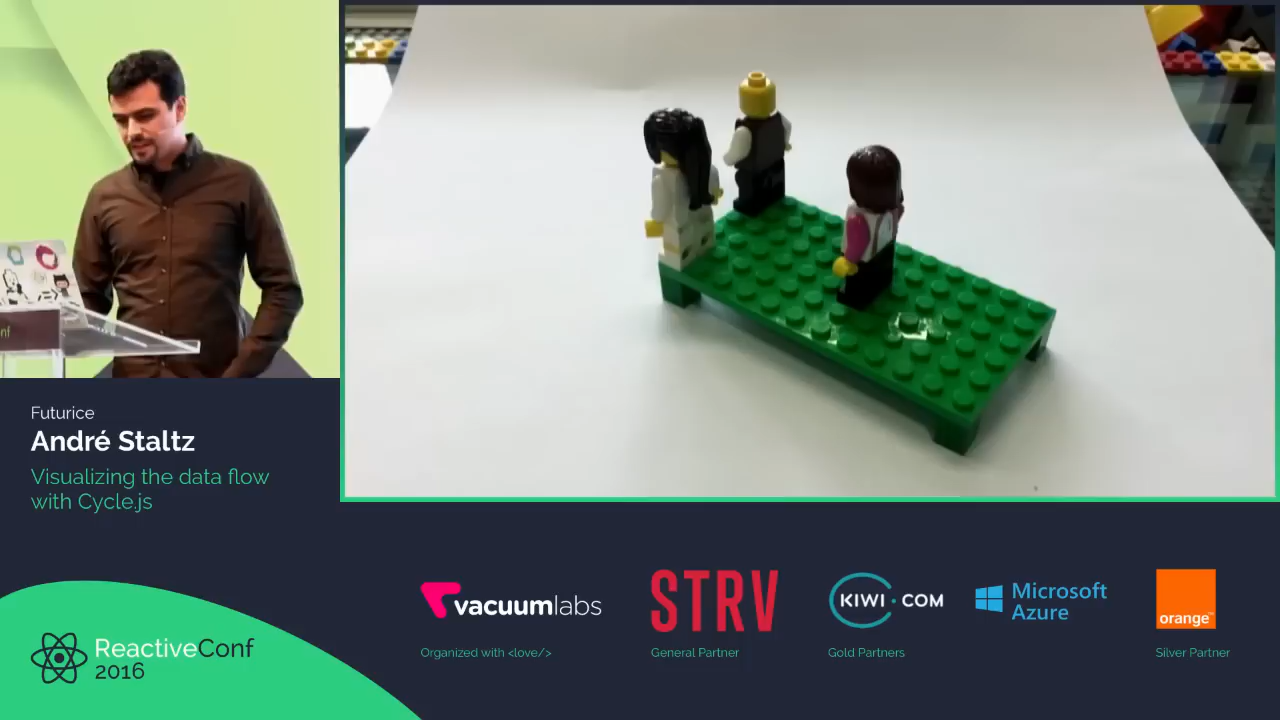 Futurice
André Staltz
Visualizing the data flow
with Cycle.js
ReactiveConf
2016
vacuumlabs
Organized with <love/>
STRV
General Partner
KIWI.COM
Gold Partners
Microsoft
Azure
orange™
Silver Partner